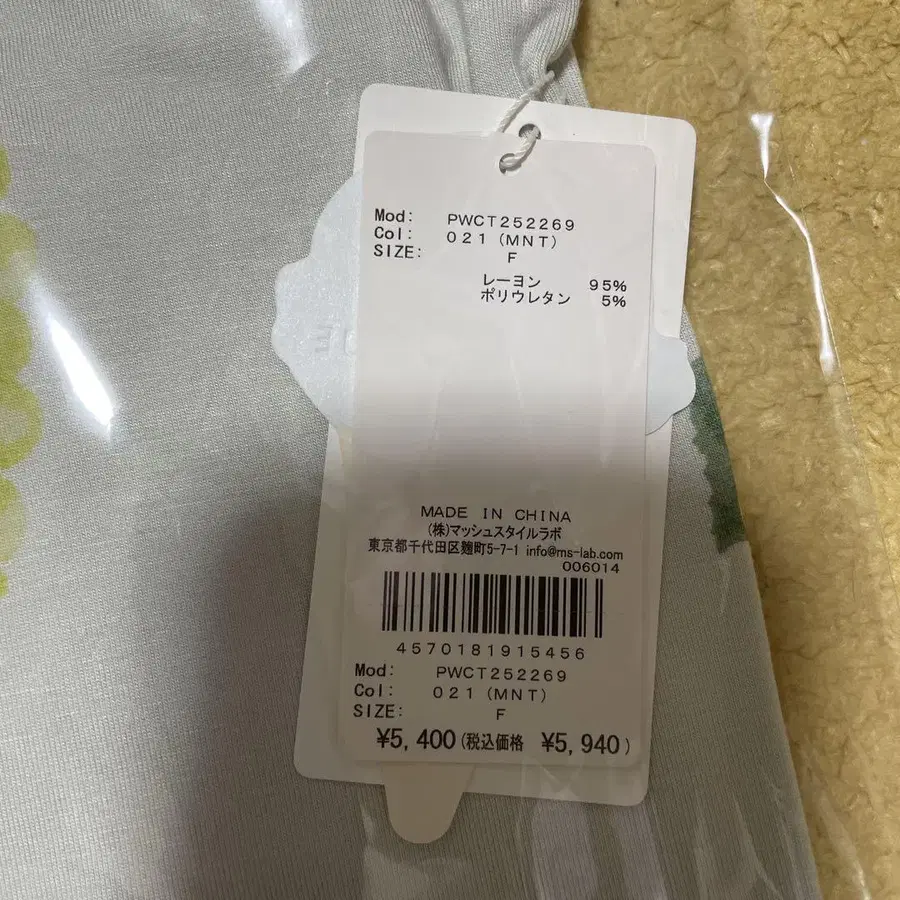 Mod: PWCT252269
Col: 021(MNT)
SIZE: F
レーヨン 95%
ポリウレタン 5%
MADE IN CHINA
(株)マッシュスタイルラボ
東京都千代田区麹町5-7-1 info@ms-lab.com
006014
4570181915456
Mod: PWCT252269
Col: 021(MNT)
SIZE: F
¥5,400(税込価格 ¥5,940)